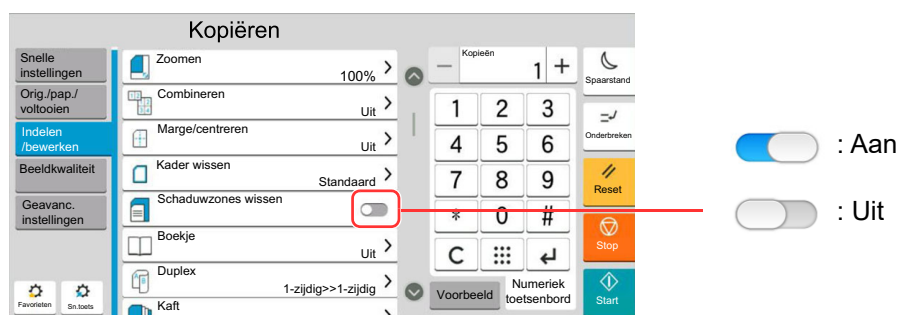 Kopiëren
Snelle
instellingen
Orig./pap./
voltooien
Indelen
/bewerken
Beeldkwaliteit
Geavanc.
instellingen
Favorieten
Sn.toets
Zoomen
100%
Combineren
Uit
Marge/centreren
Uit
Kader wissen
Standaard
Schaduwzones wissen
Boekje
Uit
Duplex
1-zijdig>>1-zijdig
Kaft
Kopieën
1
1 2 3
4 5 6
7 8 9
* 0 #
C
Voorbeeld
Numeriek
toetsenbord
Spaarstand
Onderbreken
Reset
Stop
Start
: Aan
: Uit